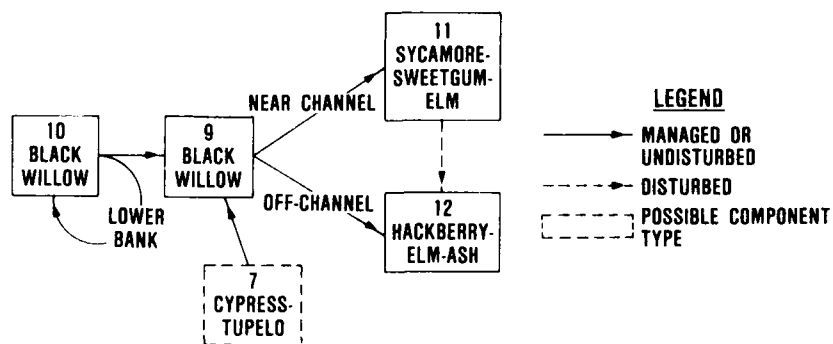 11
SYCAMORE-
SWEETGUM-
ELM
NEAR CHANNEL
10
BLACK
WILLOW
9
BLACK
WILLOW
LOWER
BANK
OFF-CHANNEL
12
HACKBERRY-
ELM-ASH
7
CYPRESS-
TUPELO
LEGEND
MANAGED OR
UNDISTURBED
DISTURBED
POSSIBLE COMPONENT
TYPE